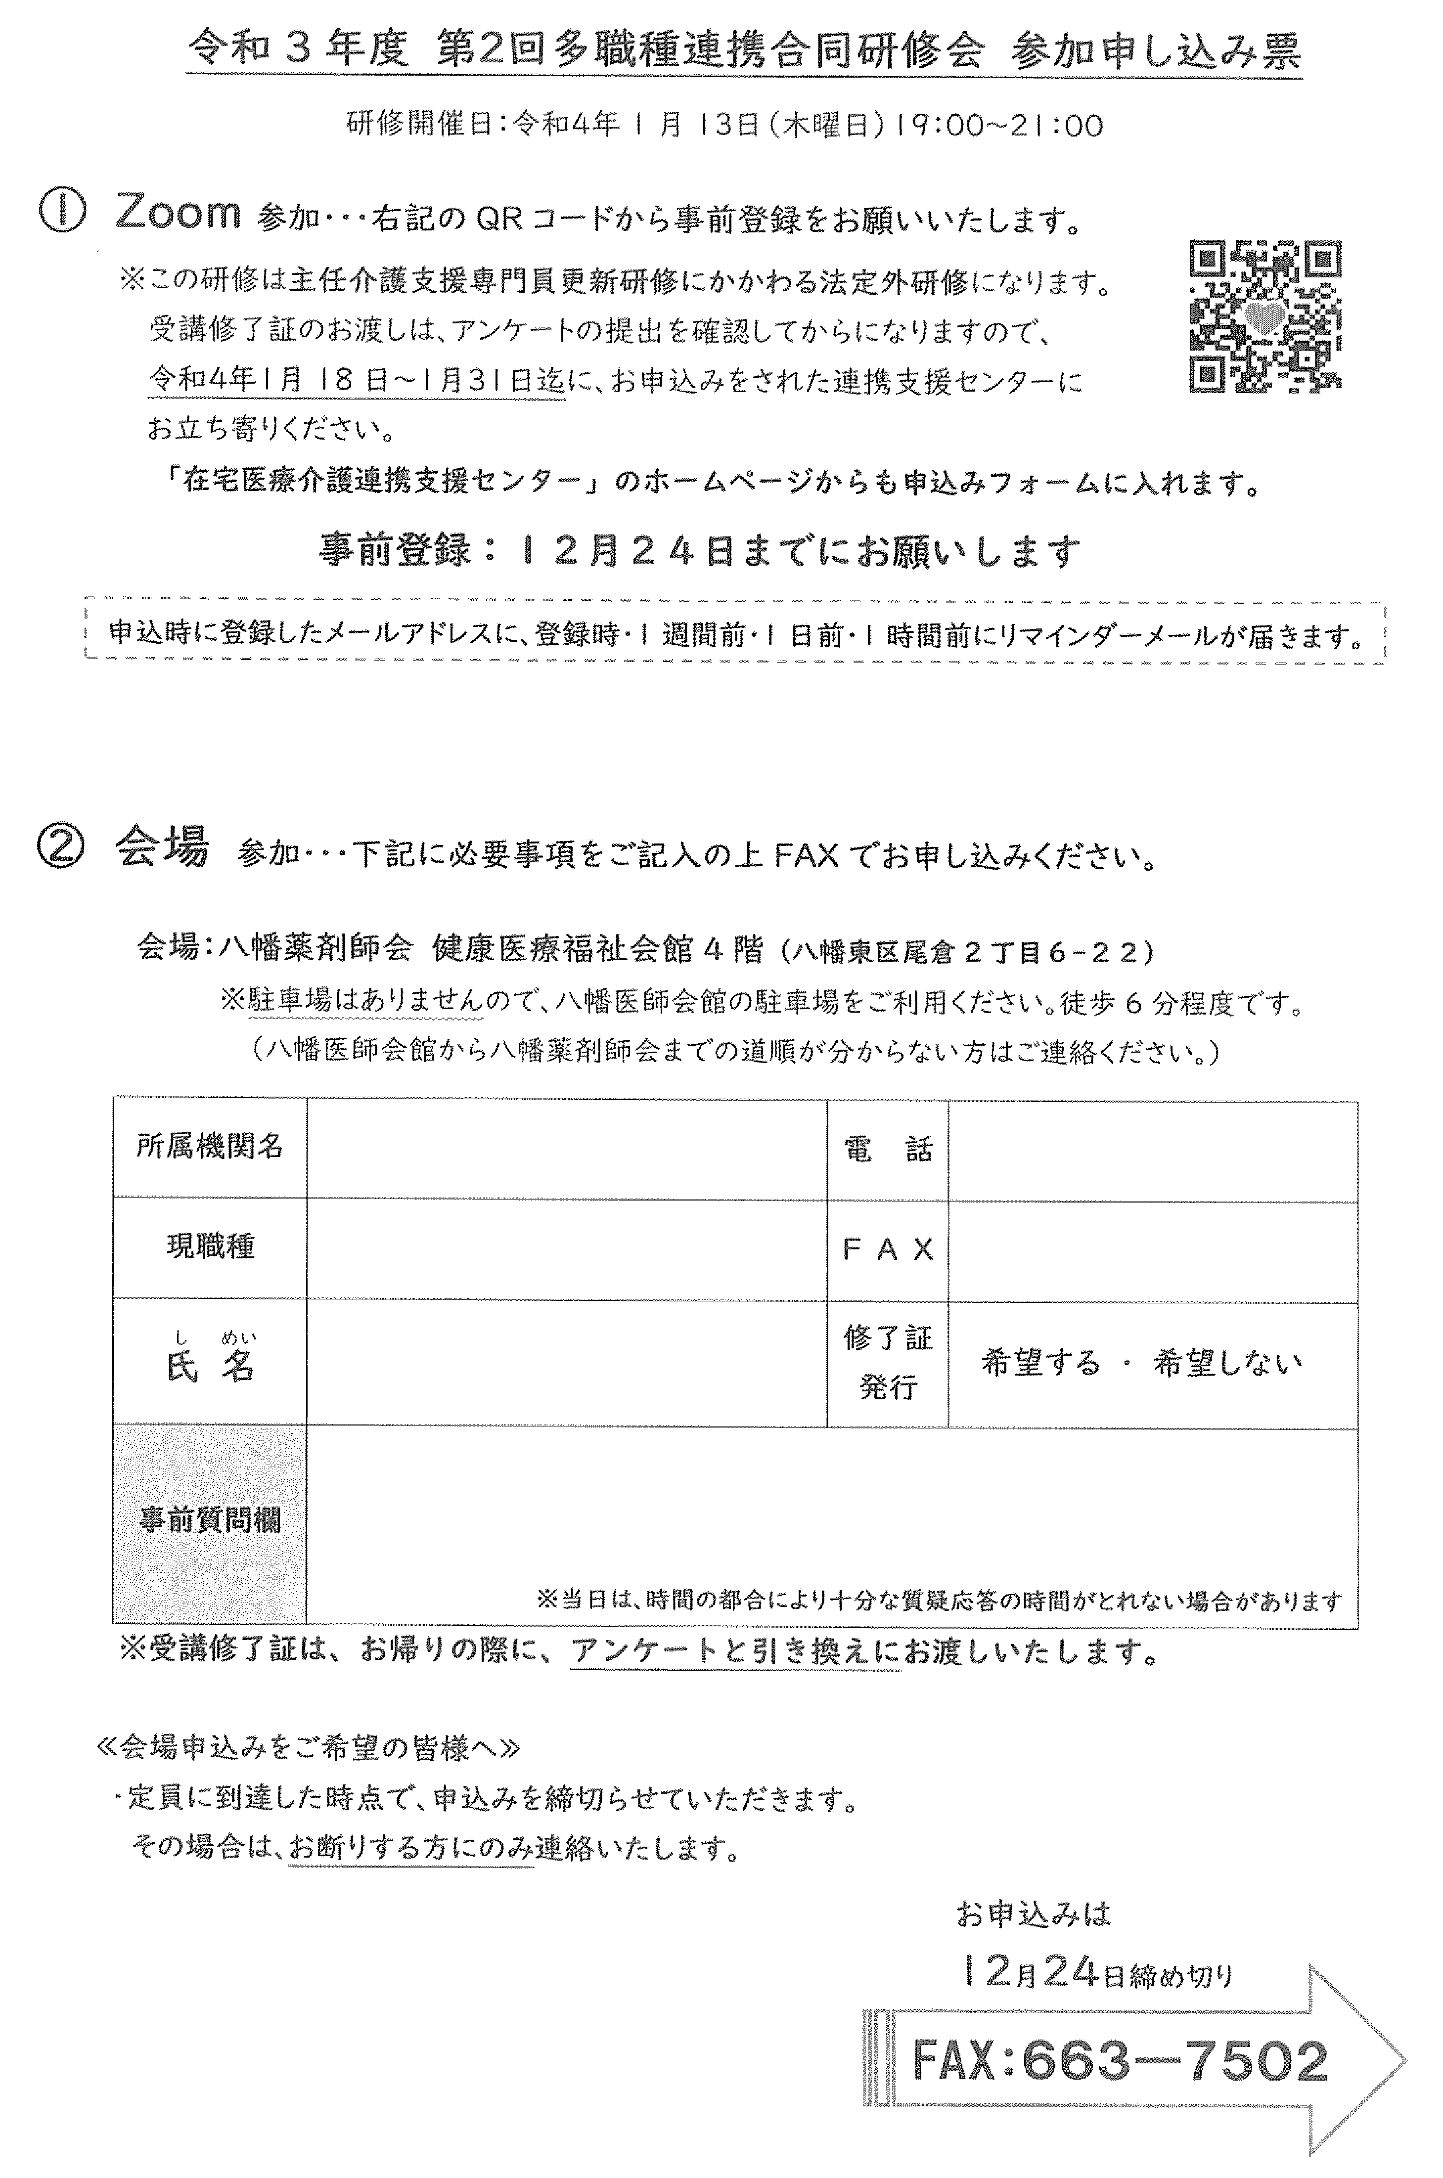 令和3年度 第2回多職種連携合同研修会 参加申し込み票
研修開催日：令和4年1月13日（木曜日）19：00～21：00
① Zoom 参加・・・右記のQRコードから事前登録をお願いいたします。
※この研修は主任介護支援専門員更新研修にかかわる法定外研修になります。
受講修了証のお渡しは、アンケートの提出を確認してからになりますので、
令和4年1月18日～1月31日迄に、お申込みをされた連携支援センターに
お立ち寄りください。
「在宅医療介護連携支援センター」のホームページからも申込みフォームに入れます。
事前登録：１２月２４日までにお願いします
申込時に登録したメールアドレスに、登録時・1週間前・1日前・1時間前にリマインダーメールが届きます。
② 会場 参加・・・下記に必要事項をご記入の上FAXでお申し込みください。
会場：八幡薬剤師会 健康医療福祉会館4階（八幡東区尾倉2丁目6－22）
※駐車場はありませんので、八幡医師会館の駐車場をご利用ください。徒歩6分程度です。
（八幡医師会館から八幡薬剤師会までの道順が分からない方はご連絡ください。）
所属機関名 電 話
現職種 F A X
し めい
氏 名 修了証発行 希望する ・ 希望しない
事前質問欄
※当日は、時間の都合により十分な質疑応答の時間がとれない場合があります
※受講修了証は、お帰りの際に、アンケートと引き換えにお渡しいたします。
≪会場申込みをご希望の皆様へ≫
・定員に到達した時点で、申込みを締切らせていただきます。
その場合は、お断りする方にのみ連絡いたします。
お申込みは
12月24日締め切り
FAX：663―7502